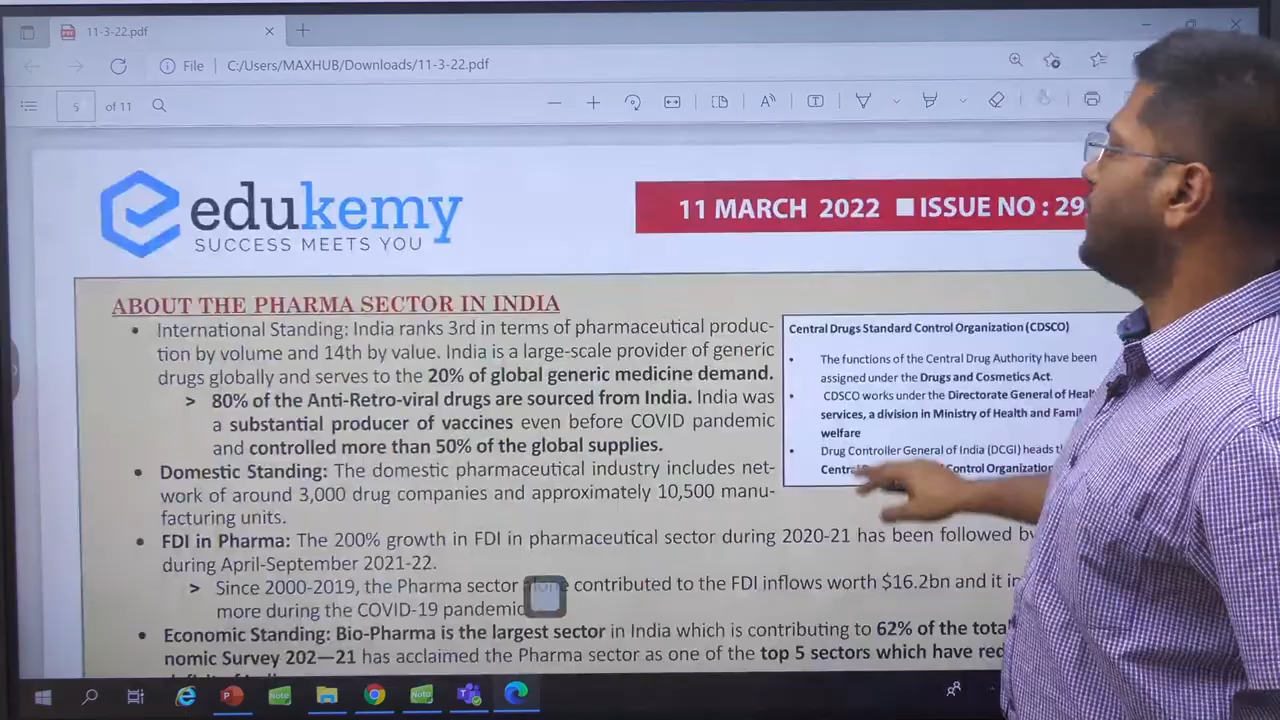 11-3-22.pdf
File
C:/Users/MAXHUB/Downloads/11-3-22.pdf
5
of 11
edukemy
SUCCESS MEETS YOU
11 MARCH 2022 ■ ISSUE NO : 29
ABOUT THE PHARMA SECTOR IN INDIA
• International Standing: India ranks 3rd in terms of pharmaceutical produc-
tion by volume and 14th by value. India is a large-scale provider of generic
drugs globally and serves to the 20% of global generic medicine demand.
> 80% of the Anti-Retro-viral drugs are sourced from India. India was
a substantial producer of vaccines even before COVID pandemic
and controlled more than 50% of the global supplies.
• Domestic Standing: The domestic pharmaceutical industry includes net-
work of around 3,000 drug companies and approximately 10,500 manu-
facturing units.
• FDI in Pharma: The 200% growth in FDI in pharmaceutical sector during 2020-21 has been followed by
during April-September 2021-22.
> Since 2000-2019, the Pharma sector contributed to the FDI inflows worth $16.2bn and it
more during the COVID-19 pandemic
• Economic Standing: Bio-Pharma is the largest sector in India which is contributing to 62% of the
nomic Survey 202—21 has acclaimed the Pharma sector as one of the top 5 sectors which have
Central Drugs Standard Control Organization (CDSCO)
• The functions of the Central Drug Authority have been
assigned under the Drugs and Cosmetics Act.
• CDSCO works under the Directorate General of
services, a division in Ministry of Health and
welfare
• Drug Controller General of India (DCGI) heads
Control Organization